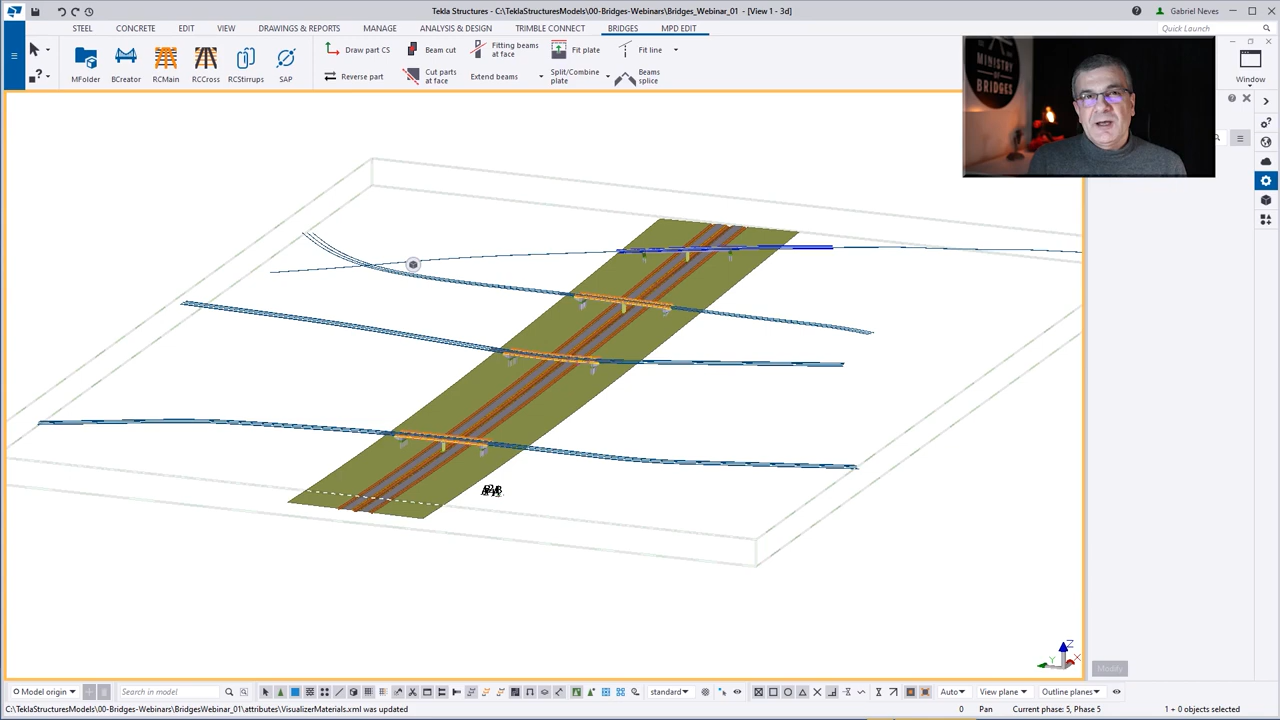 Tekla Structures - C:\TeklaStructuresModels\00-Bridges-Webinars\Bridges_Webinar_01 - [View 1 - 3d]
Gabriel Neves
STEEL
CONCRETE
EDIT
VIEW
DRAWINGS & REPORTS
MANAGE
ANALYSIS & DESIGN
TRIMBLE CONNECT
BRIDGES
MPD EDIT
Quick Launch
MFolder
BCreator
RCMain
RCCross
RCStirrups
SAP
Draw part CS
Beam cut
Fitting beams at face
Fit plate
Fit line
Reverse part
Cut parts at face
Extend beams
Split/Combine plate
Beams splice
Window
MINISTRY
OF
BRIDGES
Z
Y
X
Modify
Model origin
Search in model
standard
Auto
View plane
Outline planes
C:\TeklaStructuresModels\00-Bridges-Webinars\BridgesWebinar_01\attributes\VisualizerMaterials.xml was updated
0
Pan
Current phase: 5, Phase 5
1 + 0 objects selected